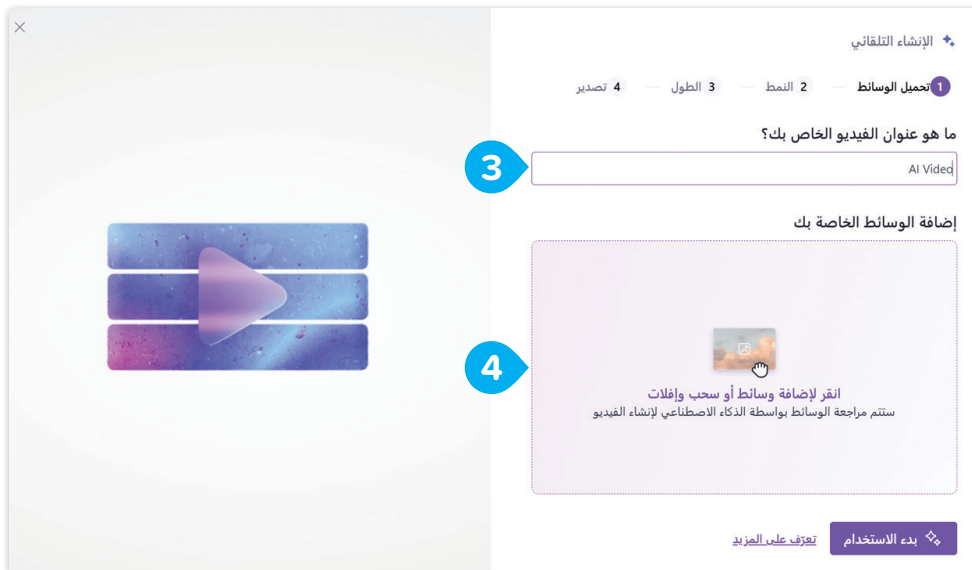 الإنشاء التلقائي
1 تحميل الوسائط — 2 النمط — 3 الطول — 4 تصدير
ما هو عنوان الفيديو الخاص بك؟
3
AI Video
إضافة الوسائط الخاصة بك
4
انقر لإضافة وسائط أو سحب وإفلات
ستتم مراجعة الوسائط بواسطة الذكاء الاصطناعي لإنشاء الفيديو
بدء الاستخدام تعرّف على المزيد